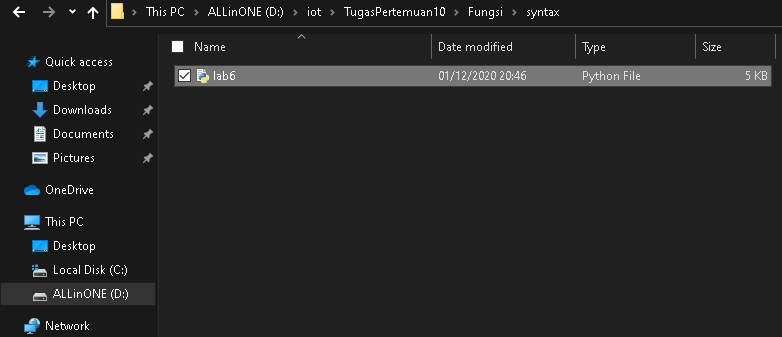 This PC > ALLinONE (D:) > iot > TugasPertemuan10 > Fungsi > syntax
Name Date modified Type Size
Quick access
Desktop
Downloads
Documents
Pictures
OneDrive
This PC
Desktop
Local Disk (C:)
ALLinONE (D:)
Network
lab6 01/12/2020 20:46 Python File 5 KB